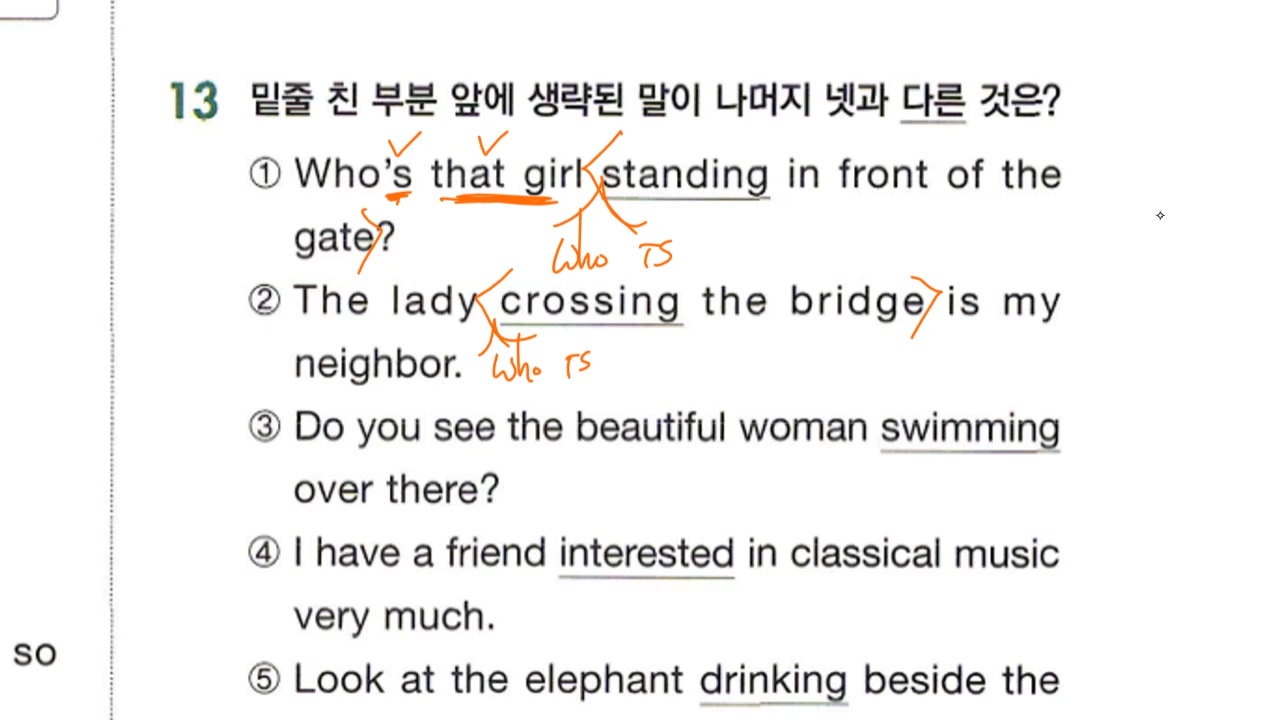 13 밑줄 친 부분 앞에 생략된 말이 나머지 넷과 다른 것은?
① Who's that girl standing in front of the
gate?
who IS
② The lady crossing the bridge is my
neighbor.
who IS
③ Do you see the beautiful woman swimming
over there?
④ I have a friend interested in classical music
very much.
so
⑤ Look at the elephant drinking beside the